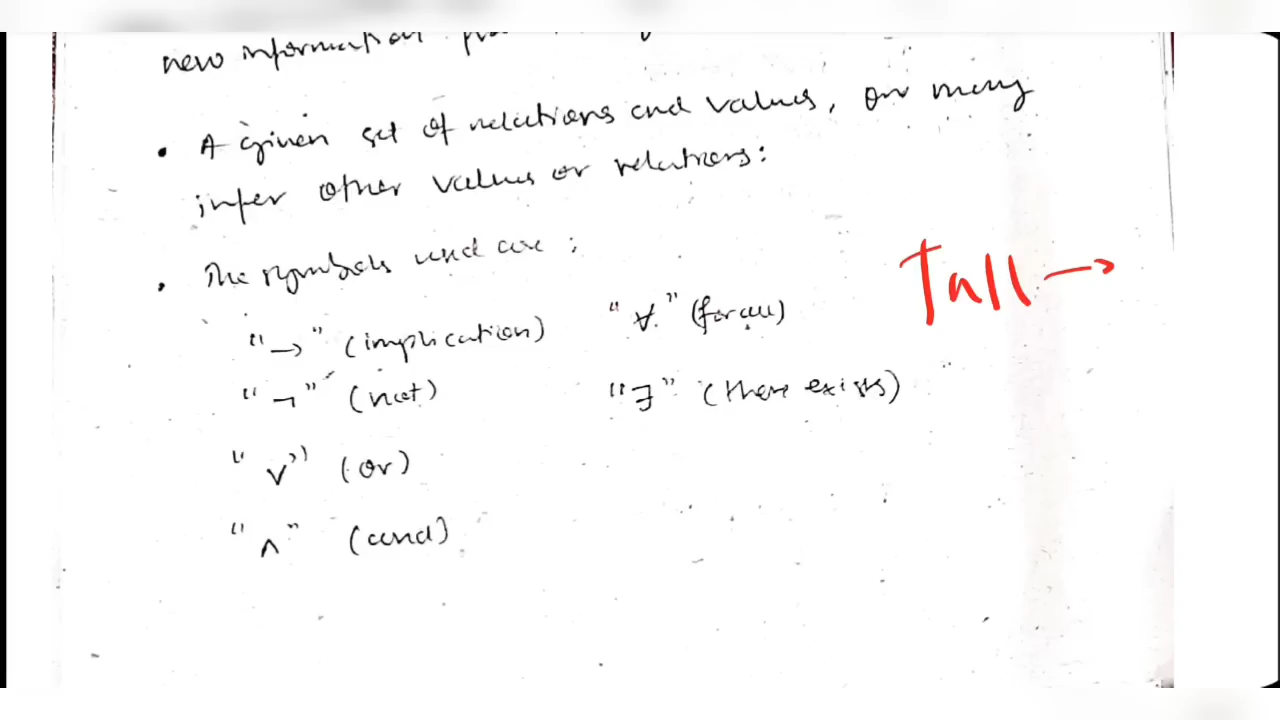 new information
• A given set of relations and values, one may
infer other values or relations:
• The symbols used are :
"→" (implication) "∀" (for all)
"¬" (not) "∃" (there exists)
"∨" (or)
"∧" (and)
Tall →